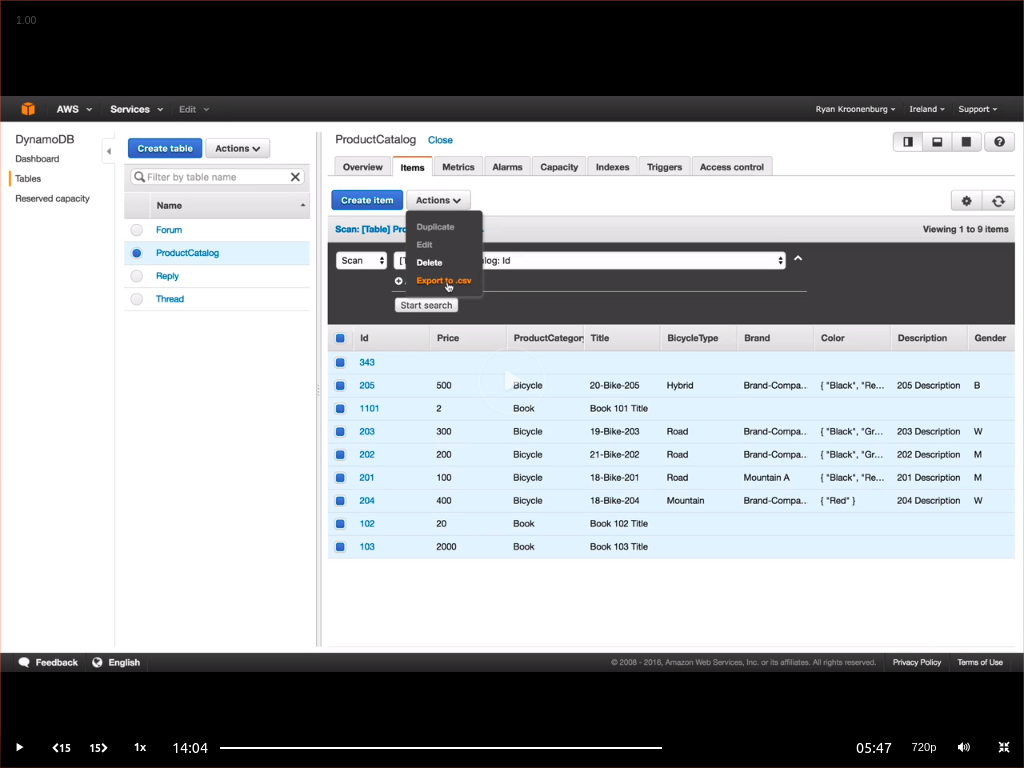 1.00
AWS Services Edit Ryan Kroonenburg Ireland Support
DynamoDB
Dashboard
Tables
Reserved capacity
Create table Actions
Filter by table name
Name
Forum
ProductCatalog
Reply
Thread
ProductCatalog Close
Overview Items Metrics Alarms Capacity Indexes Triggers Access control
Create item Actions
Duplicate
Edit
Delete
Export to .csv
Scan: [Table] Pro Viewing 1 to 9 items
Scan [T log: Id
Start search
Id Price ProductCategor Title BicycleType Brand Color Description Gender
343
205 500 Bicycle 20-Bike-205 Hybrid Brand-Compa... { "Black", "Re... 205 Description B
1101 2 Book Book 101 Title
203 300 Bicycle 19-Bike-203 Road Brand-Compa... { "Black", "Gr... 203 Description W
202 200 Bicycle 21-Bike-202 Road Brand-Compa... { "Black", "Gr... 202 Description M
201 100 Bicycle 18-Bike-201 Road Mountain A { "Black", "Re... 201 Description M
204 400 Bicycle 18-Bike-204 Mountain Brand-Compa... { "Red" } 204 Description W
102 20 Book Book 102 Title
103 2000 Book Book 103 Title
Feedback English © 2008 - 2016, Amazon Web Services, Inc. or its affiliates. All rights reserved. Privacy Policy Terms of Use
15 15 1x 14:04 05:47 720p